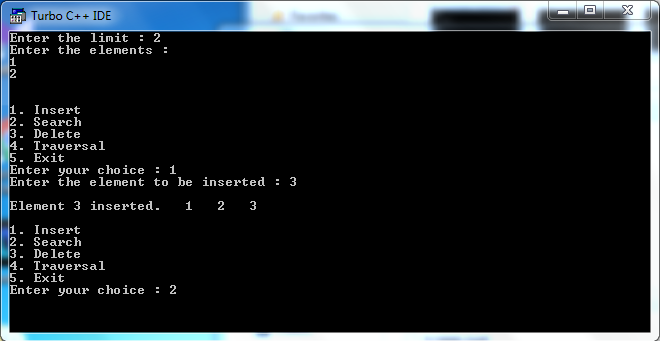 Turbo C++ IDE
Enter the limit : 2
Enter the elements :
1
2
1. Insert
2. Search
3. Delete
4. Traversal
5. Exit
Enter your choice : 1
Enter the element to be inserted : 3
Element 3 inserted.   1   2   3
1. Insert
2. Search
3. Delete
4. Traversal
5. Exit
Enter your choice : 2